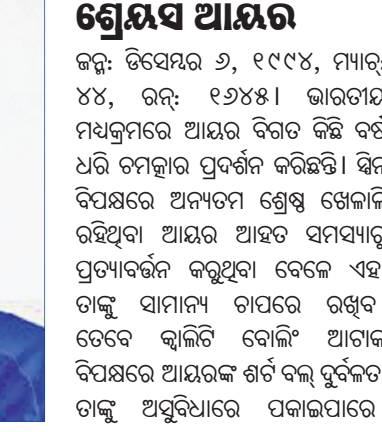 ଶ୍ରେୟସ ଆୟର
ଜନ୍ମ: ଡିସେମ୍ବର ୬, ୧୯୯୪, ମ୍ୟାଚ୍:
୪୪, ରନ୍: ୧୬୪୫। ଭାରତୀୟ
ମଧ୍ୟକ୍ରମରେ ଆୟର ବିଗତ କିଛି ବର୍ଷ
ଧରି ଚମତ୍କାର ପ୍ରଦର୍ଶନ କରିଛନ୍ତି। ସ୍ପିନ
ବିପକ୍ଷରେ ଅନ୍ୟତମ ଶ୍ରେଷ୍ଠ ଖେଳାଳି
ରହିଥିବା ଆୟର ଆହତ ସମସ୍ୟାରୁ
ପ୍ରତ୍ୟାବର୍ତ୍ତନ କରୁଥିବା ବେଳେ ଏହା
ତାଙ୍କୁ ସାମାନ୍ୟ ଚାପରେ ରଖିବ
ତେବେ କ୍ୱାଲିଟି ବୋଲିଂ ଆଟାକ
ବିପକ୍ଷରେ ଆୟରଙ୍କ ଶର୍ଟ ବଲ୍ ଦୁର୍ବଳତା
ତାଙ୍କୁ ଅସୁବିଧାରେ ପକାଇପାରେ